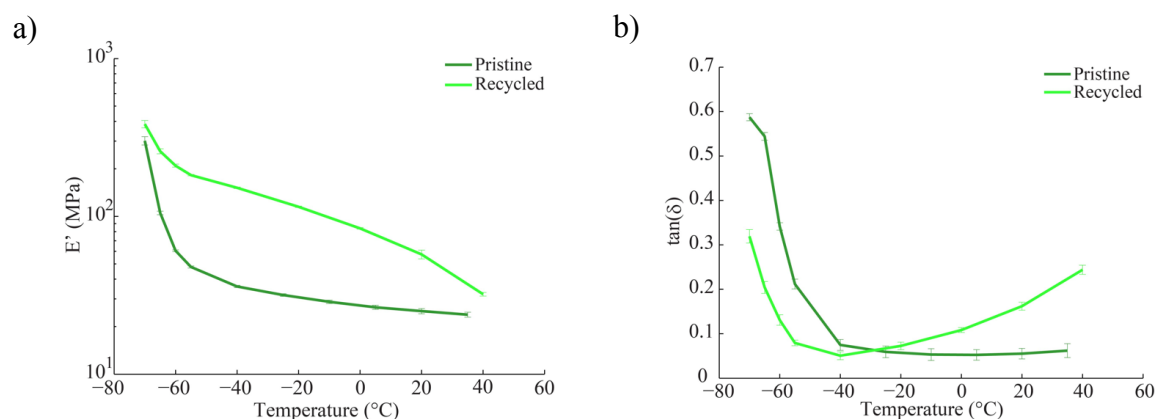 a)
10³
10²
10¹
E' (MPa)
Pristine
Recycled
−80 −60 −40 −20 0 20 40 60
Temperature (°C)
b)
0.7
0.6
0.5
0.4
0.3
0.2
0.1
0
tan(δ)
Pristine
Recycled
−80 −60 −40 −20 0 20 40 60
Temperature (°C)